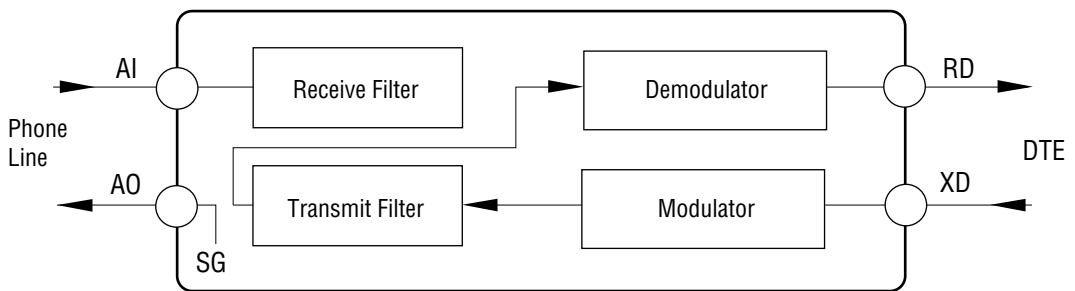 AI
Receive Filter
Demodulator
RD
Phone
Line
DTE
AO
Transmit Filter
Modulator
XD
SG